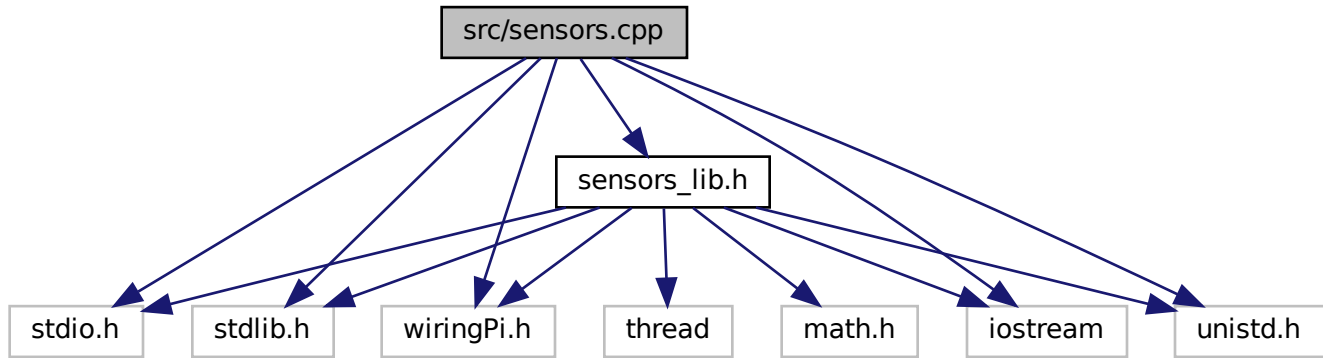 src/sensors.cpp
sensors_lib.h
stdio.h
stdlib.h
wiringPi.h
thread
math.h
iostream
unistd.h